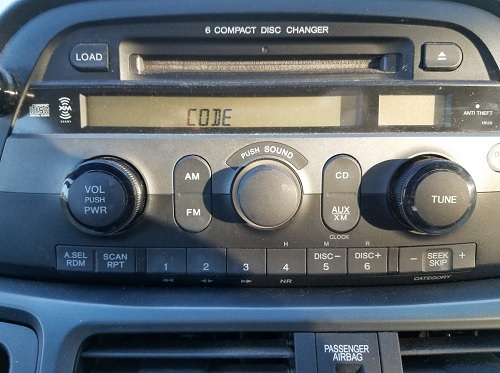 6 COMPACT DISC CHANGER
LOAD
XM
CODE
ANTI THEFT
PUSH SOUND
VOL
PUSH
PWR
AM
FM
CD
AUX
XM
CLOCK
TUNE
A.SEL
RDM
SCAN
RPT
1
2
3
H
4
NR
M
DISC−
5
R
DISC+
6
−
SEEK
SKIP
+
CATEGORY
PASSENGER
AIRBAG